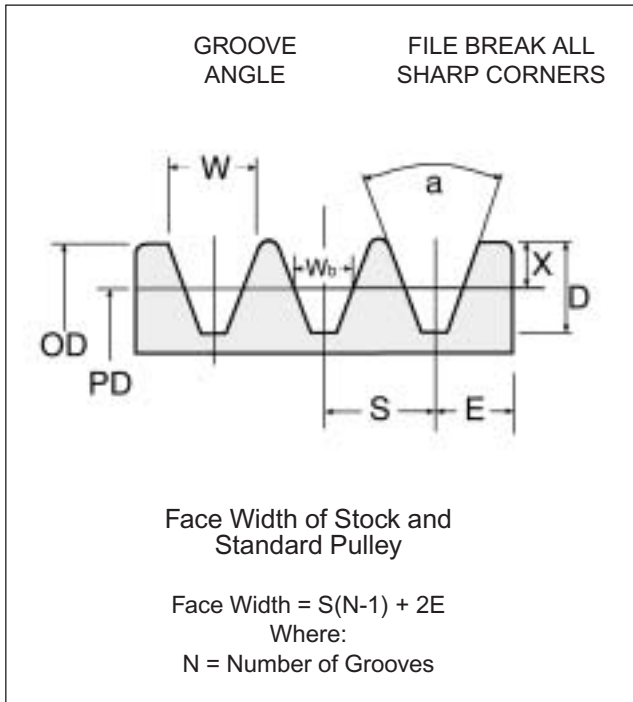 GROOVE
ANGLE
FILE BREAK ALL
SHARP CORNERS
W
a
Wb
X
D
OD
PD
S
E
Face Width of Stock and
Standard Pulley
Face Width = S(N-1) + 2E
Where:
N = Number of Grooves